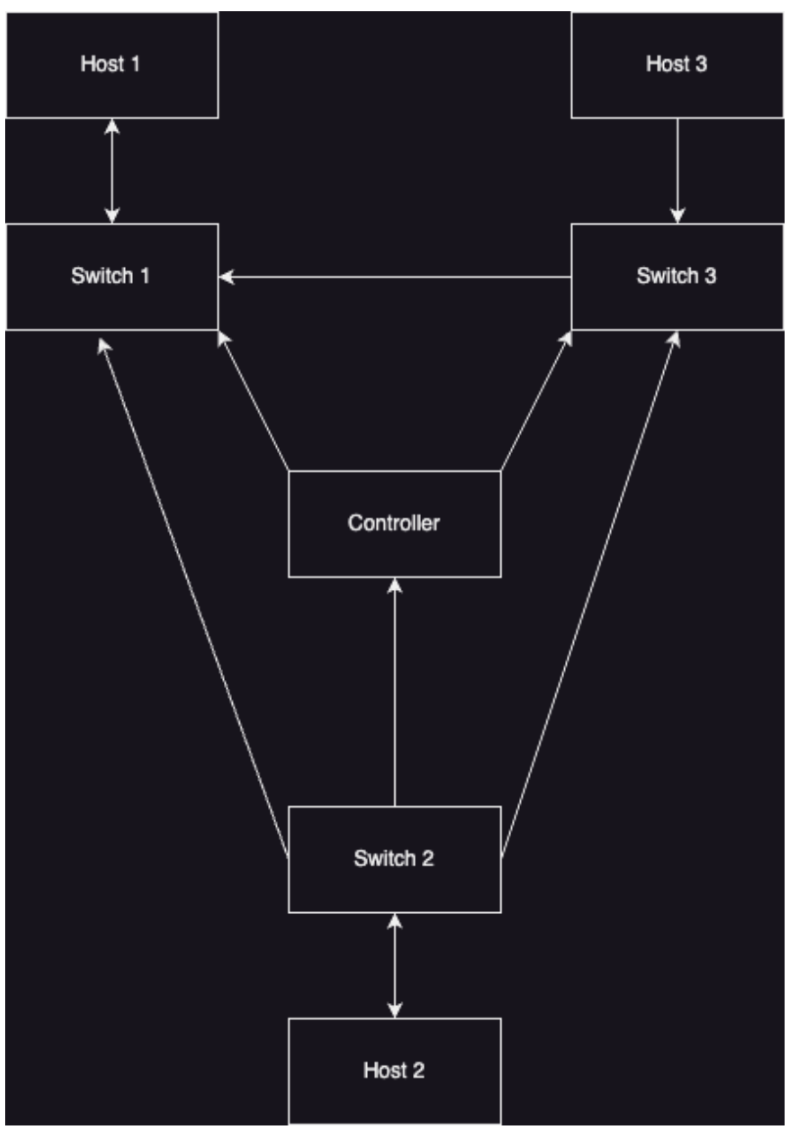 Host 1
Host 3
Switch 1
Switch 3
Controller
Switch 2
Host 2